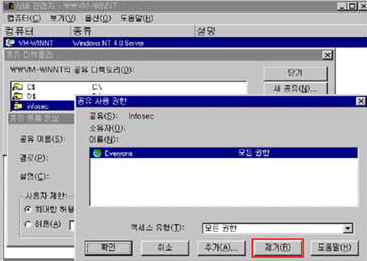 서버 관리자 - \\VM-WINNT
컴퓨터(C) 보기(V) 옵션(O) 도움말(H)
컴퓨터 종류 설명
VM-WINNT Windows NT 4.0 Server
공유 디렉토리
\\VM-WINNT의 공유 디렉토리(D):
C$ C:\
D$
infosec
닫기
새 공유(N)...
공유 이름(S):
경로(P):
설명(C):
사용자 제한:
최대한 허용
허용(A)
공유 사용 권한
공유(S): infosec
소유자(O):
이름(N):
Everyone 모든 권한
액세스 유형(T): 모든 권한
확인 취소 추가(A)... 제거(R) 도움말(H)